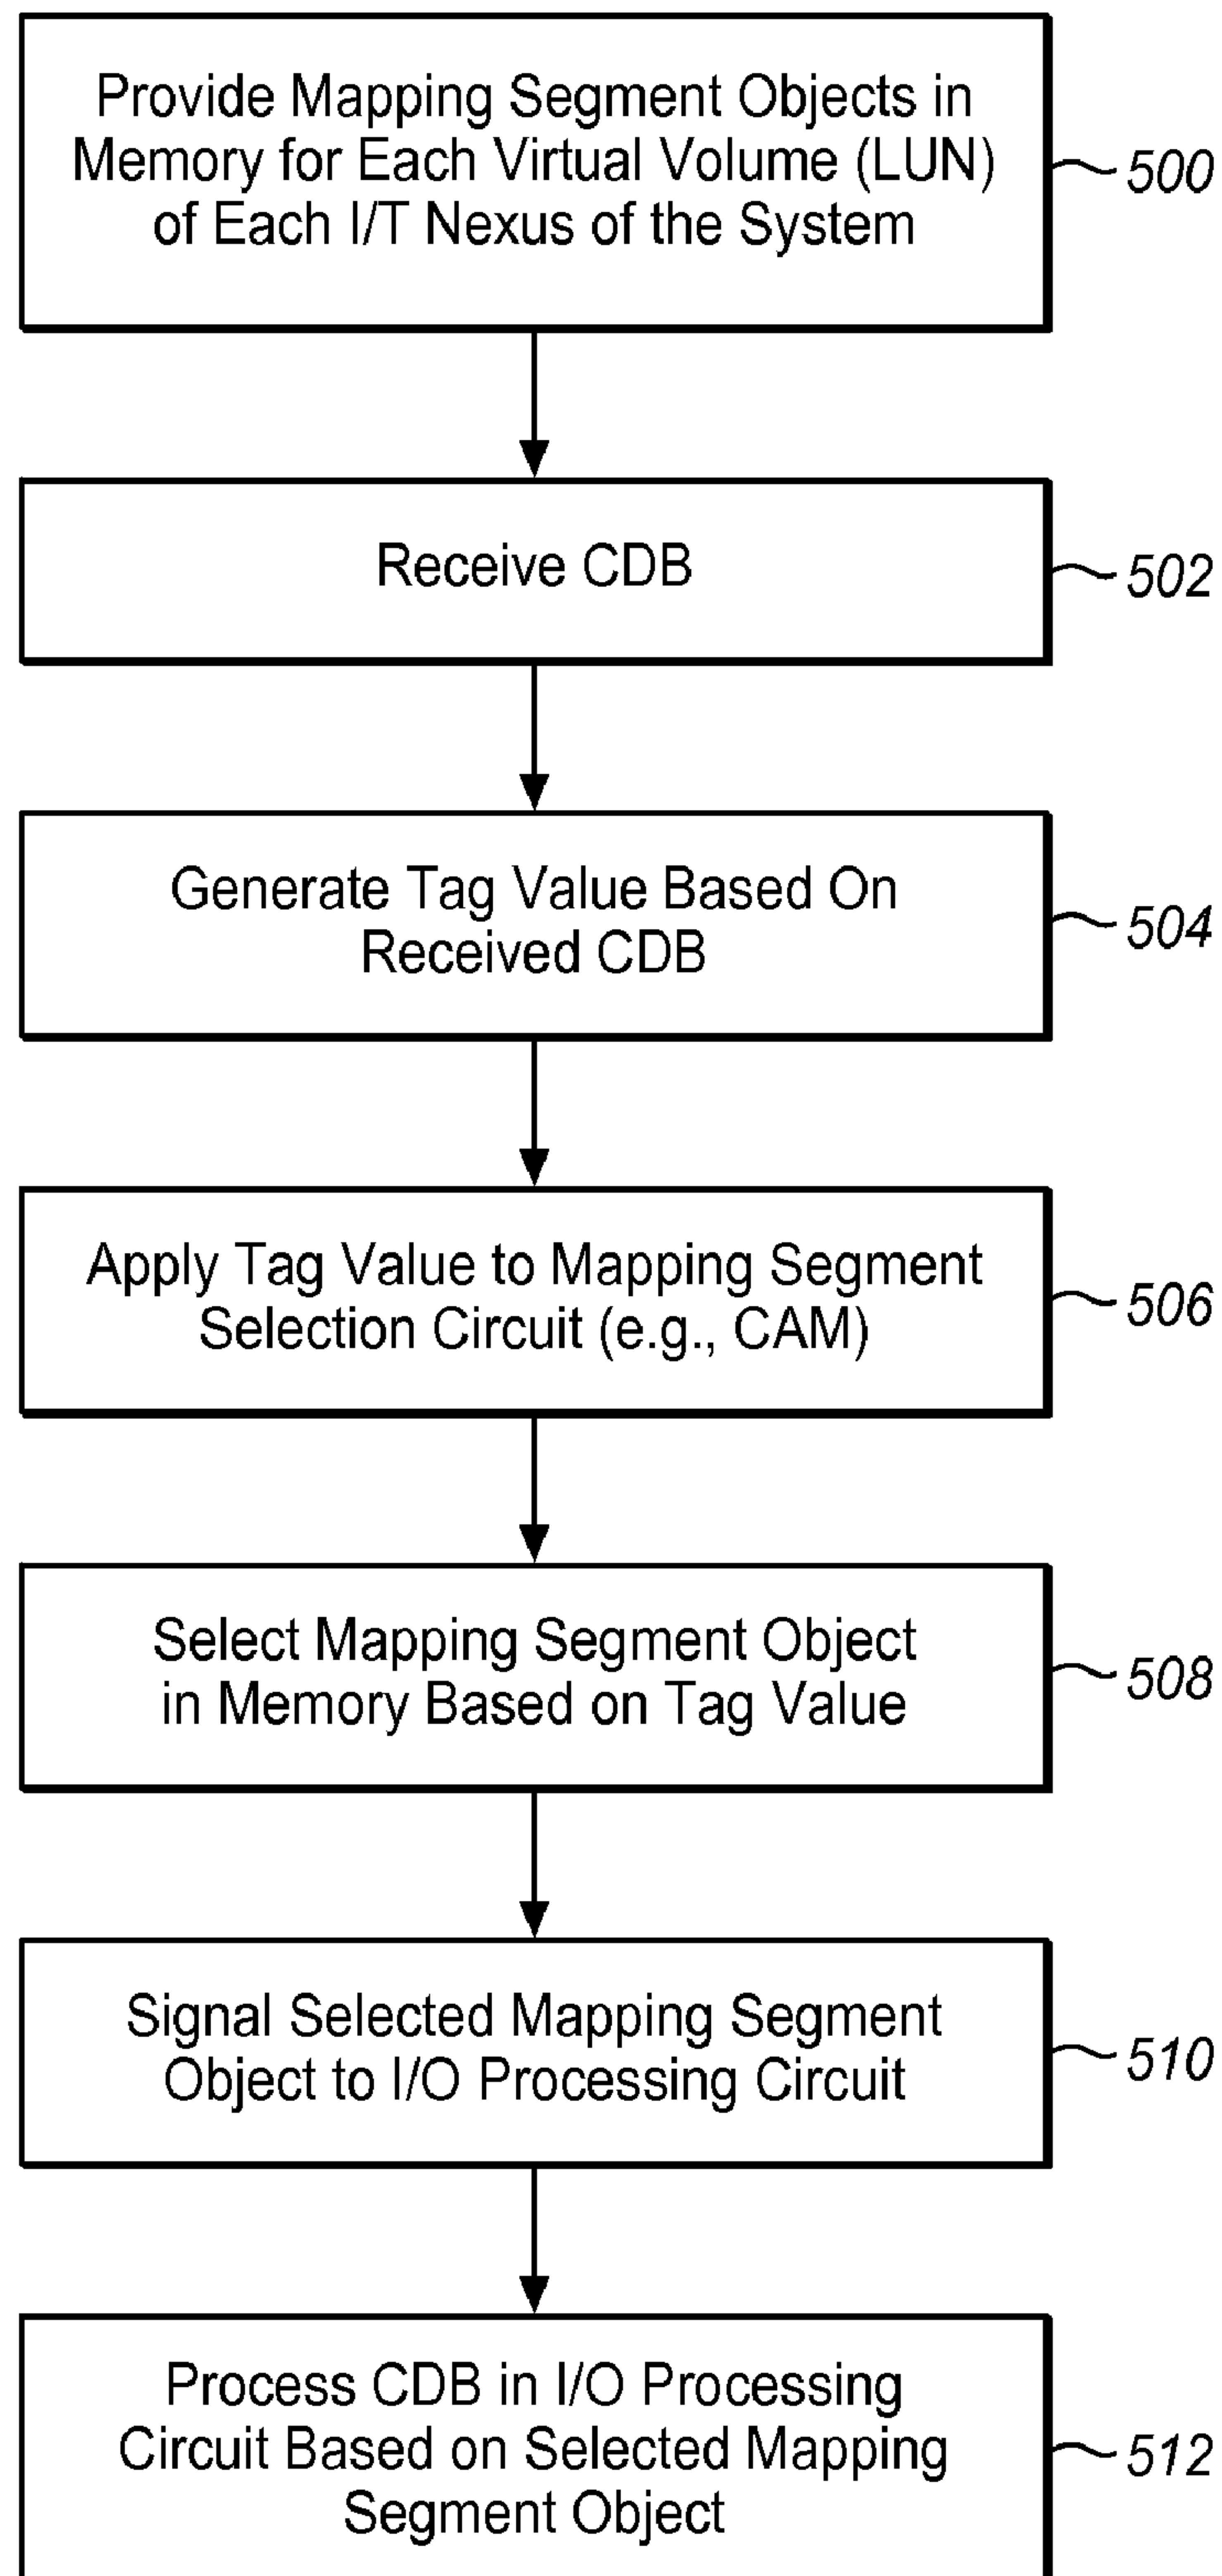 Provide Mapping Segment Objects in
Memory for Each Virtual Volume (LUN)
of Each I/T Nexus of the System
500
Receive CDB
502
Generate Tag Value Based On
Received CDB
504
Apply Tag Value to Mapping Segment
Selection Circuit (e.g., CAM)
506
Select Mapping Segment Object
in Memory Based on Tag Value
508
Signal Selected Mapping Segment
Object to I/O Processing Circuit
510
Process CDB in I/O Processing
Circuit Based on Selected Mapping
Segment Object
512